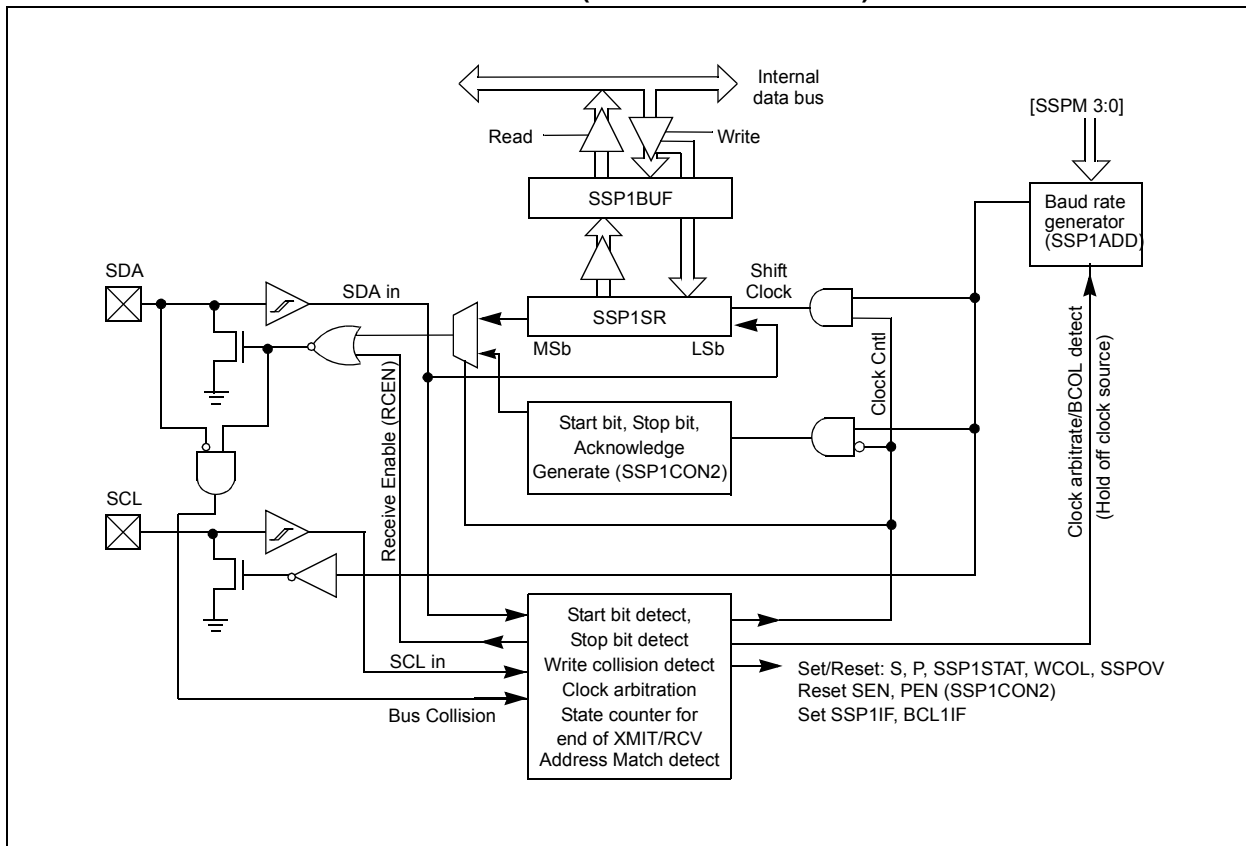 Internal
data bus
[SSPM 3:0]
Read
Write
SSP1BUF
Baud rate
generator
(SSP1ADD)
SDA
SDA in
Shift
Clock
SSP1SR
MSb
LSb
Receive Enable (RCEN)
Clock Cntl
Clock arbitrate/BCOL detect
(Hold off clock source)
Start bit, Stop bit,
Acknowledge
Generate (SSP1CON2)
SCL
SCL in
Bus Collision
Start bit detect,
Stop bit detect
Write collision detect
Clock arbitration
State counter for
end of XMIT/RCV
Address Match detect
Set/Reset: S, P, SSP1STAT, WCOL, SSPOV
Reset SEN, PEN (SSP1CON2)
Set SSP1IF, BCL1IF